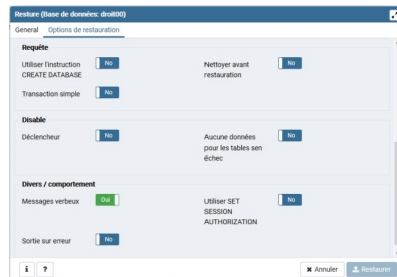 Resture (Base de données: droit00)
General Options de restauration
Requête
Utiliser l'instruction CREATE DATABASE
No
Nettoyer avant restauration
No
Transaction simple
No
Disable
Déclencheur
No
Aucune données pour les tables sen échec
No
Divers / comportement
Messages verbeux
Oui
Utiliser SET SESSION AUTHORIZATION
No
Sortie sur erreur
No
i ? Annuler Restaurer